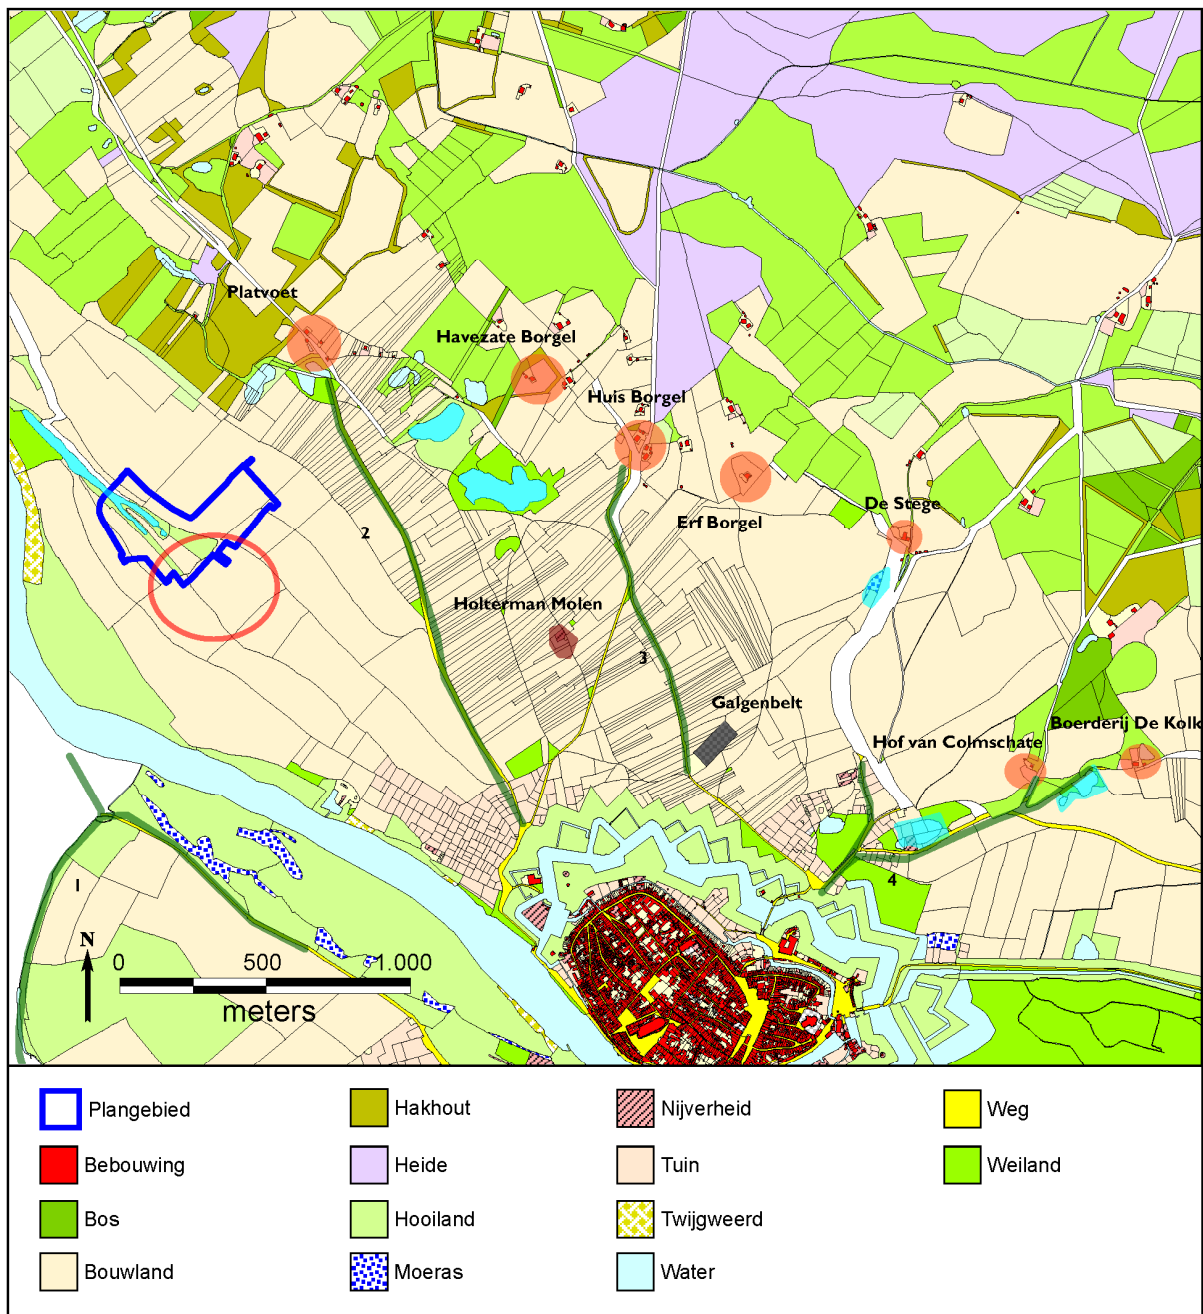 Platvoet
Havezate Borgel
Huis Borgel
Erf Borgel
De Stege
2
Holterman Molen
3
Galgenbelt
Hof van Colmschate
Boerderij De Kolk
1
4
N
0 500 1.000
meters
Plangebied
Hakhout
Nijverheid
Weg
Bebouwing
Heide
Tuin
Weiland
Bos
Hooiland
Twijgweerd
Bouwland
Moeras
Water